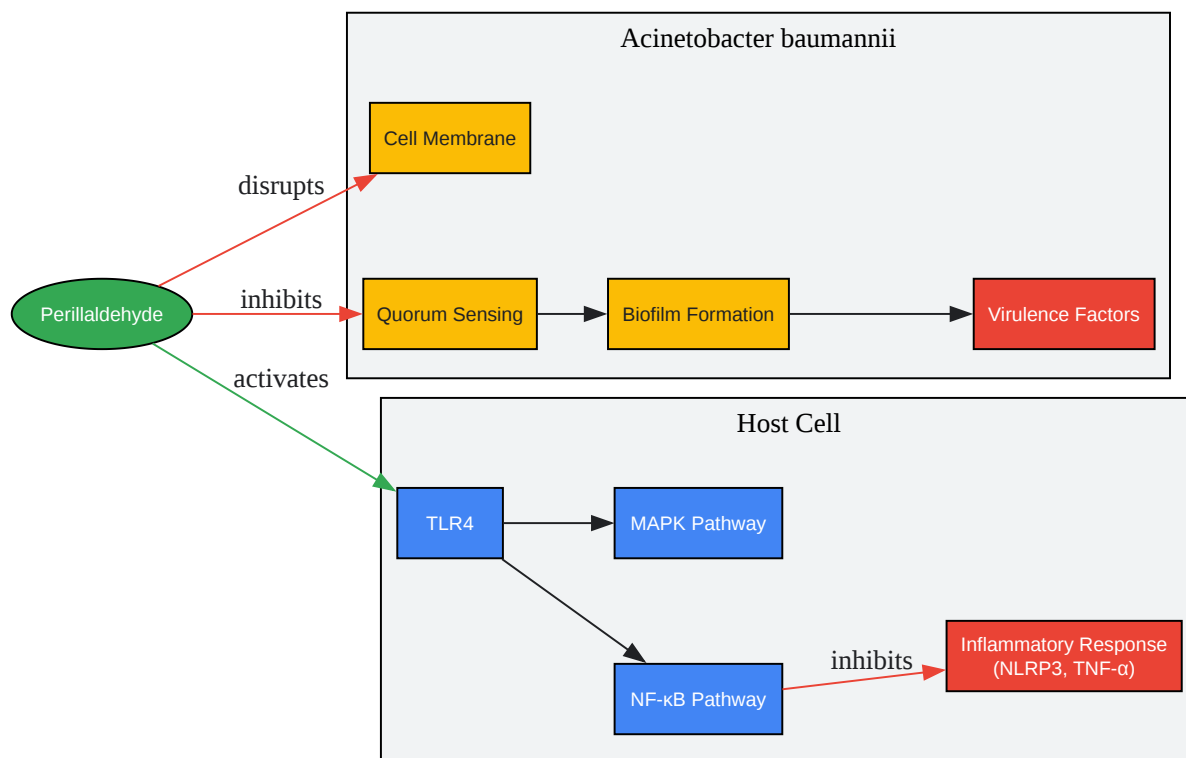 Acinetobacter baumannii
Cell Membrane
disrupts
Perillaldehyde
inhibits
Quorum Sensing
Biofilm Formation
Virulence Factors
activates
Host Cell
TLR4
MAPK Pathway
NF-κB Pathway
inhibits
Inflammatory Response
(NLRP3, TNF-α)